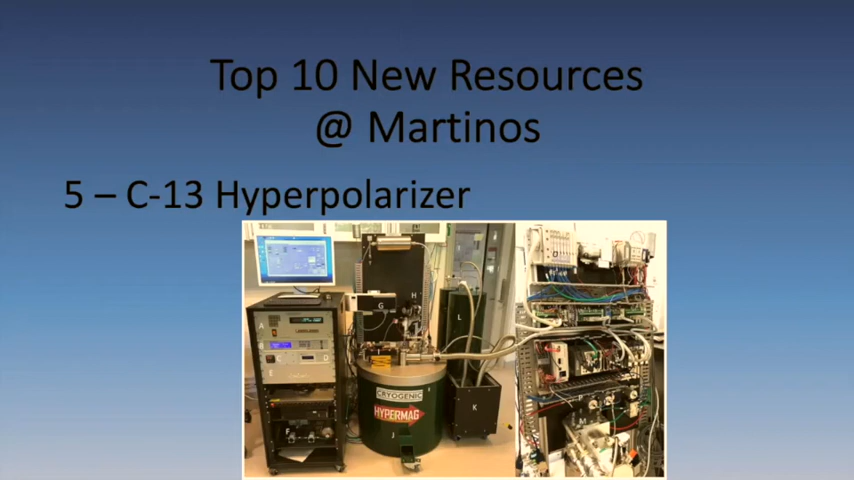 Top 10 New Resources
@ Martinos
5 – C-13 Hyperpolarizer
A
E
D
F
G
H
L
CRYOGENIC
HYPERMAG
J
K
M